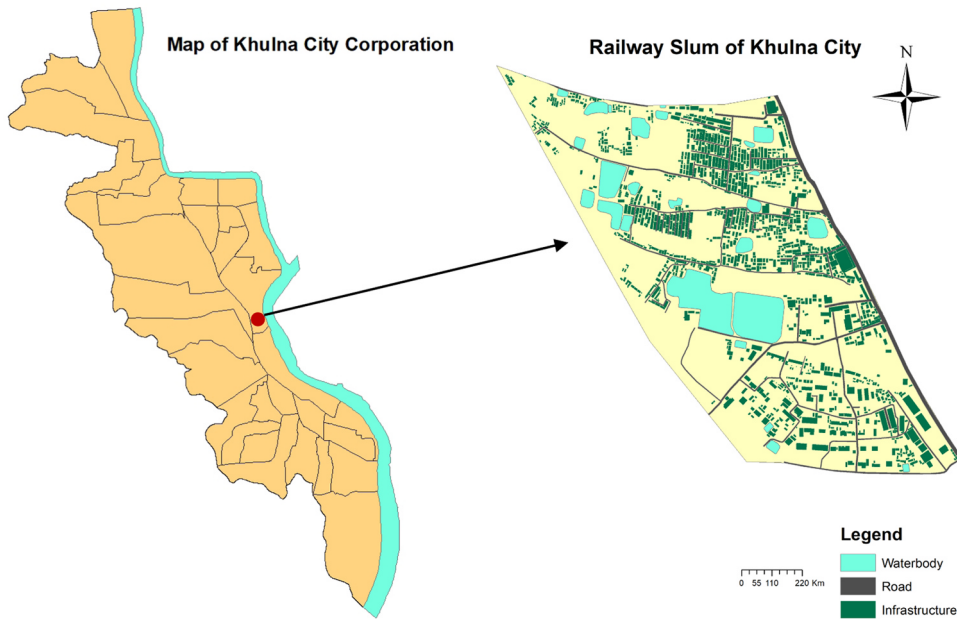 Map of Khulna City Corporation
Railway Slum of Khulna City
N
Legend
Waterbody
Road
Infrastructure
0 55 110 220 Km